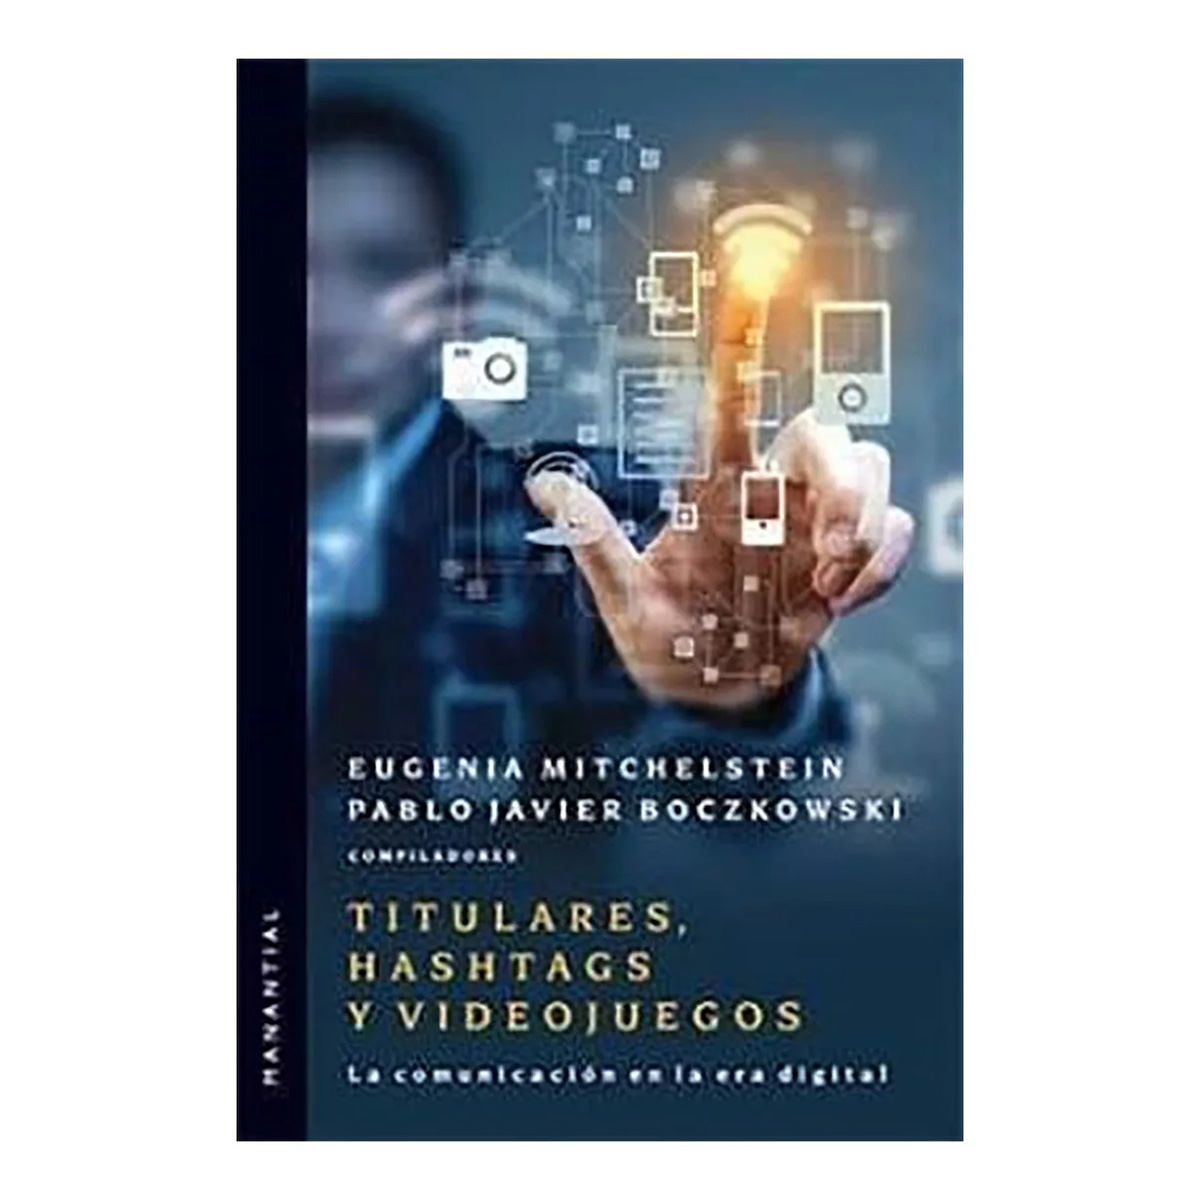 EUGENIA MITCHELSTEIN
PABLO JAVIER BOCZKOWSKI
COMPILADORES
TITULARES,
HASHTAGS
Y VIDEOJUEGOS
La comunicación en la era digital
MANANTIAL